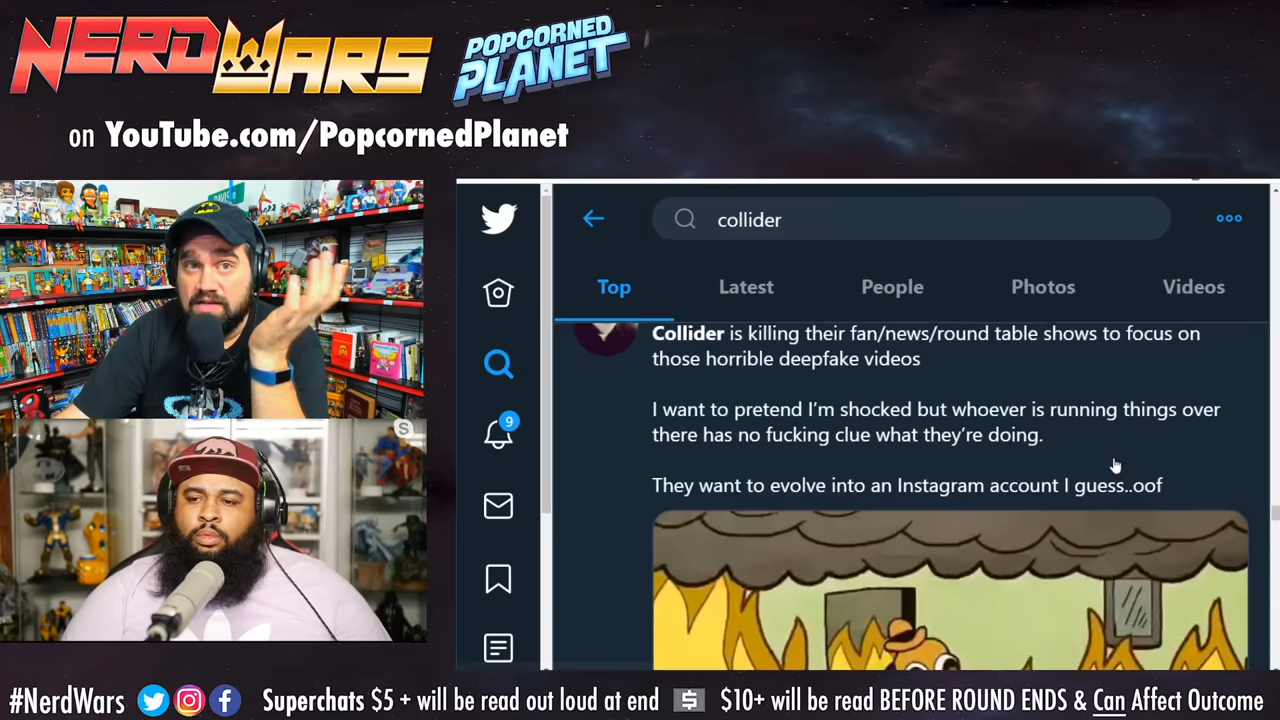 NERD WARS
POPCORNED
PLANET
on YouTube.com/PopcornedPlanet
collider
Top Latest People Photos Videos
9
Collider is killing their fan/news/round table shows to focus on
those horrible deepfake videos
I want to pretend I'm shocked but whoever is running things over
there has no fucking clue what they're doing.
They want to evolve into an Instagram account I guess..oof
#NerdWars Superchats $5 + will be read out loud at end $ $10+ will be read BEFORE ROUND ENDS & Can Affect Outcome